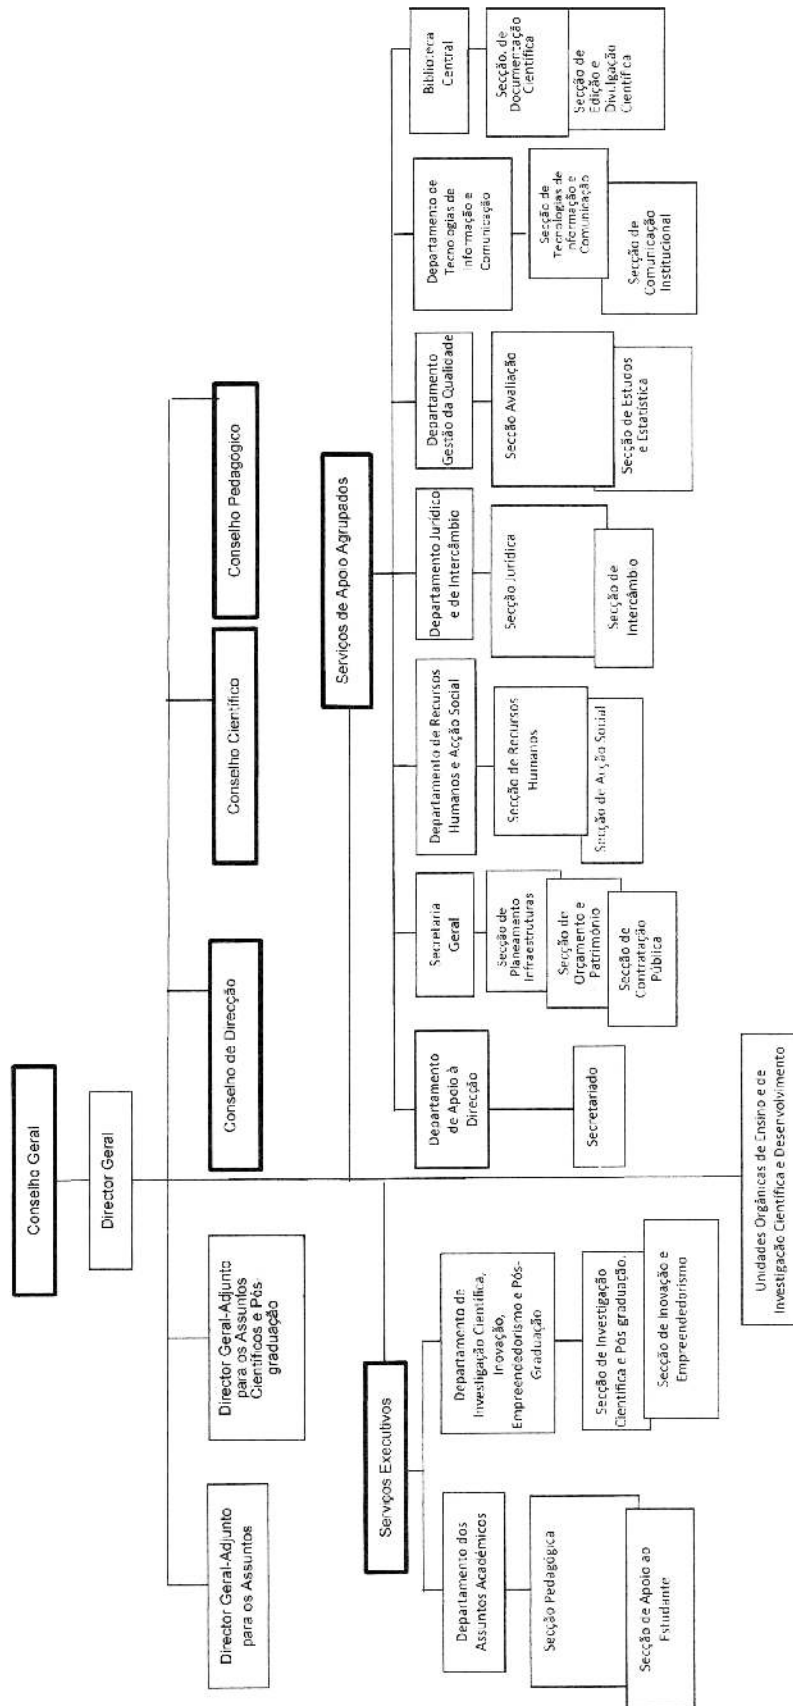 Conselho Geral
Director Geral
Director Geral-Adjunto
para os Assuntos
Director Geral-Adjunto
para os Assuntos
Científicos e Pós-
graduação
Conselho de Direcção
Conselho Científico
Conselho Pedagógico
Serviços Executivos
Departamento dos
Assuntos Académicos
Secção Pedagógica
Secção de Apoio ao
Estudante
Departamento de
Investigação Científica,
Inovação,
Empreendedorismo e Pós-
Graduação
Secção de Investigação
Científica e Pós graduação.
Secção de Inovação e
Empreendedorismo
Serviços de Apoio Agrupados
Departamento
de Apoio à
Direcção
Secretariado
Secretaria
Geral
Secção de
Planeamento
Infraestruturas
Secção de
Orçamento e
Património
Secção de
Contratação
Pública
Departamento de Recursos
Humanos e Acção Social
Secção de Recursos
Humanos
Secção de Acção Social
Departamento Jurídico
e de Intercâmbio
Secção Jurídica
Secção de
Intercâmbio
Departamento
Gestão da Qualidade
Secção Avaliação
Secção de Estudos
e Estatística
Departamento de
Tecnologias de
Informação e
Comunicação
Secção de
Tecnologias de
Informação e
Comunicação
Secção de
Comunicação
Institucional
Biblioteca
Central
Secção. de
Documentação
Científica
Secção de
Edição e
Divulgação
Científica
Unidades Orgânicas de Ensino e de
Investigação Científica e Desenvolvimento